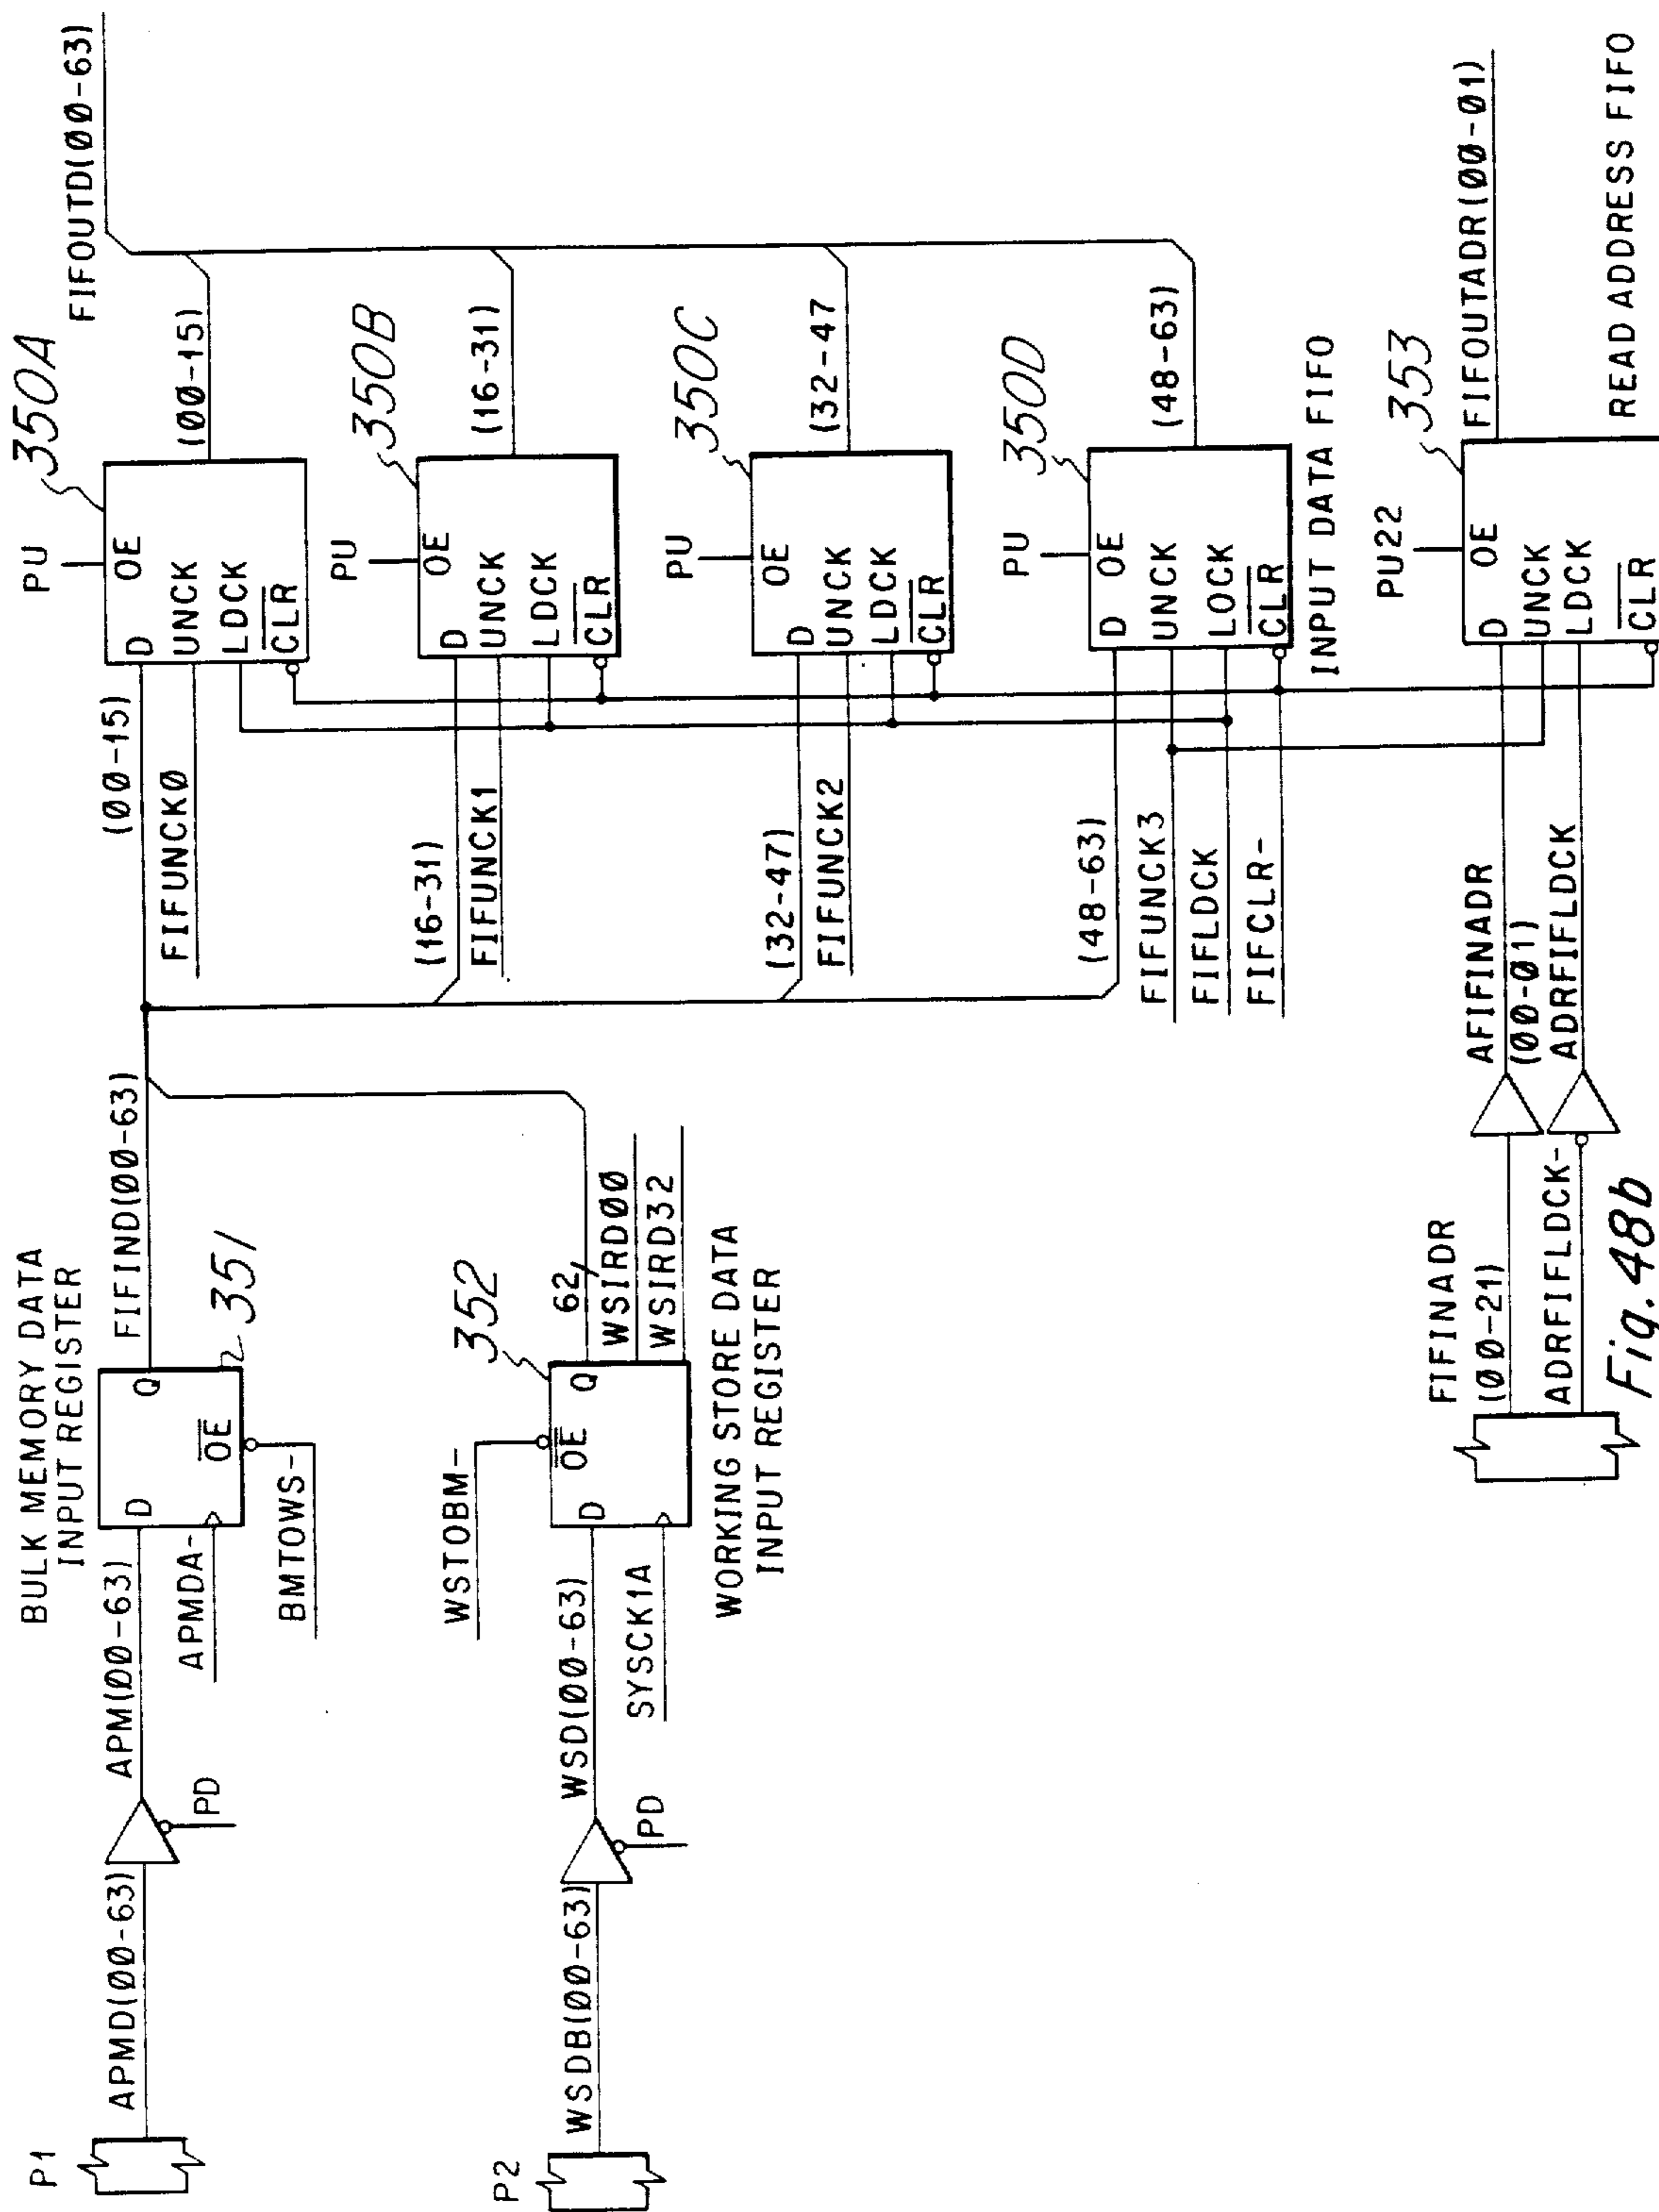 P1
APMD(00-63)
PD
APM(00-63)
BULK MEMORY DATA
INPUT REGISTER
D
Q
OE
APMDA-
BMTOWS-
351
FIFIND(00-63)
P2
WSDB(00-63)
PD
WSD(00-63)
WSTOBM-
SYSCK1A
D
OE
Q
352
62
WSIRD00
WSIRD32
WORKING STORE DATA
INPUT REGISTER
(00-15)
FIFUNCK0
PU
350A
D
OE
UNCK
LDCK
CLR
(00-15)
FIFOUTD(00-63)
(16-31)
FIFUNCK1
PU
350B
D
OE
UNCK
LDCK
CLR
(16-31)
(32-47)
FIFUNCK2
PU
350C
D
OE
UNCK
LDCK
CLR
(32-47
(48-63)
FIFUNCK3
FIFLDCK
FIFCLR-
PU
350D
D
OE
UNCK
LOCK
CLR
(48-63)
INPUT DATA FIFO
FIFINADR
(00-21)
ADRFIFLDCK-
AFIFINADR
(00-01)
ADRFIFLDCK
PU22
353
D
OE
UNCK
LDCK
CLR
FIFOUTADR(00-01)
READ ADDRESS FIFO
Fig. 48b